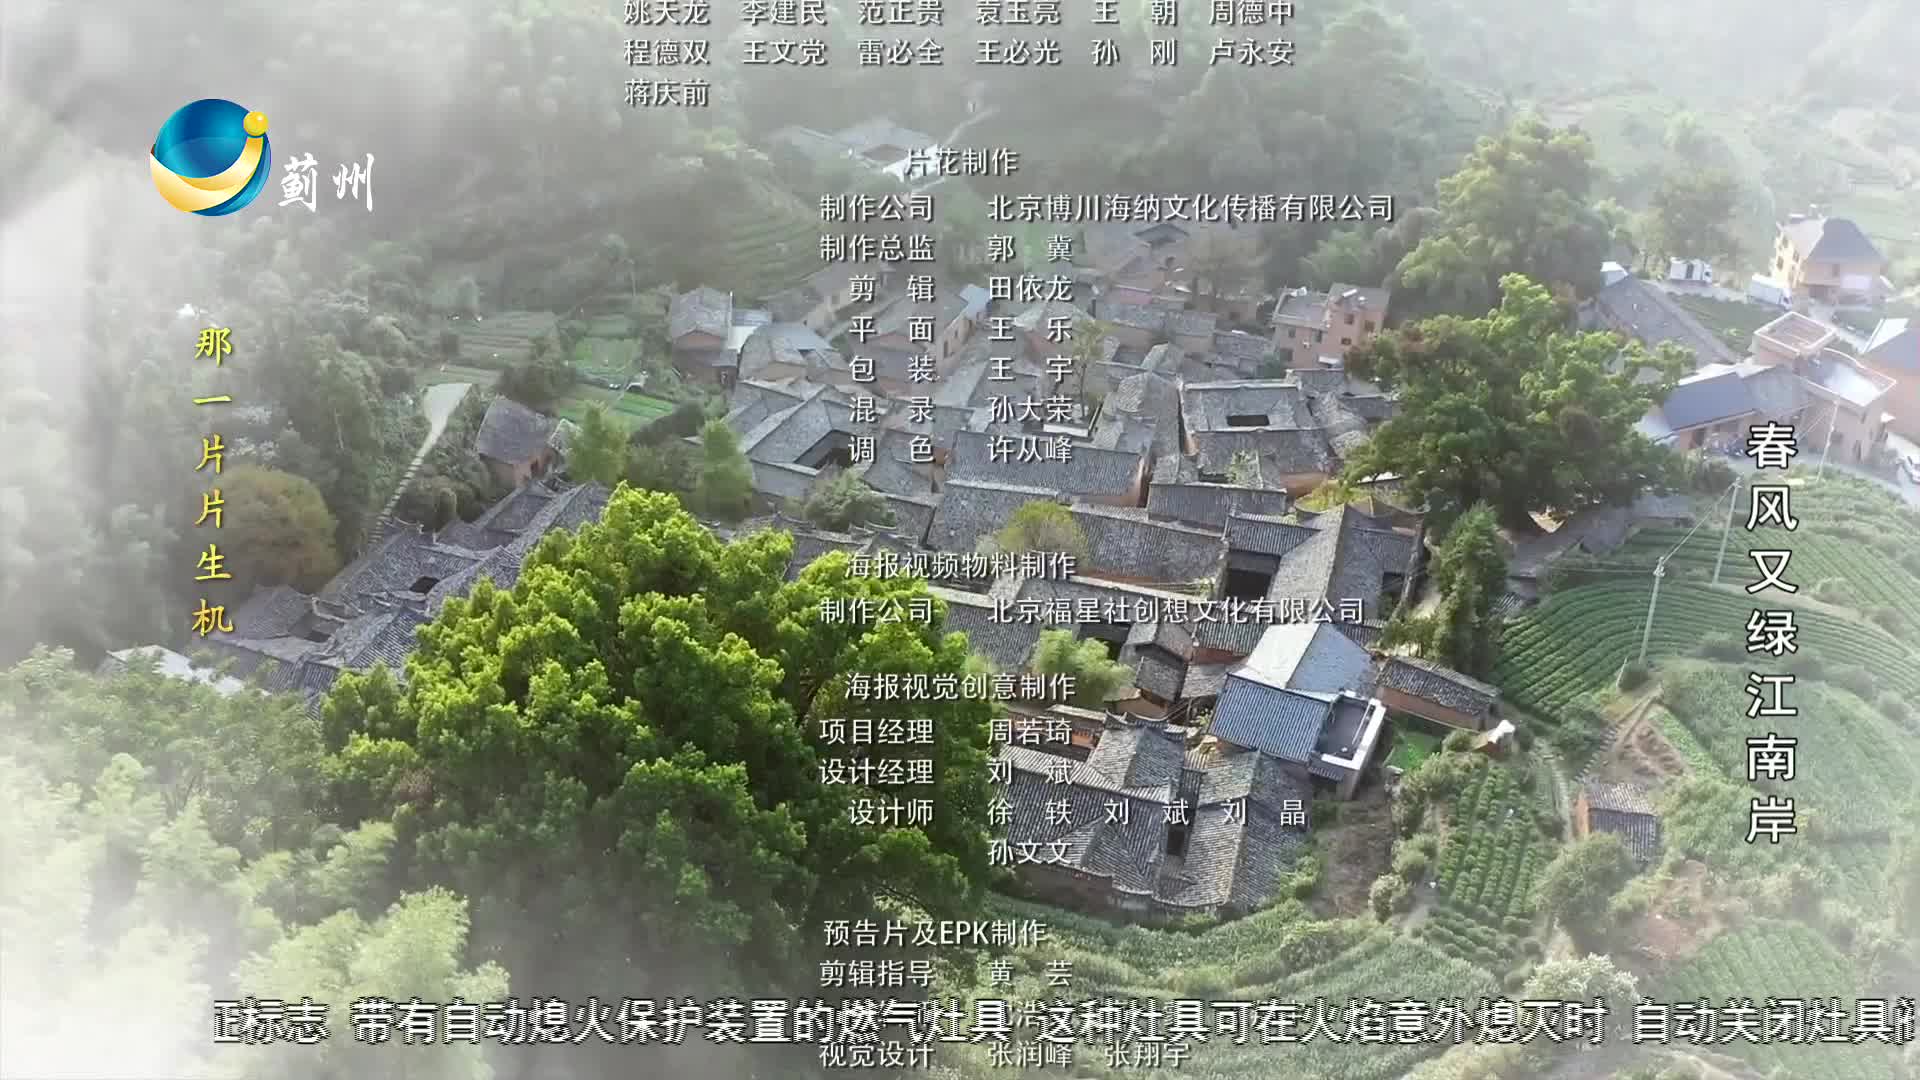 姚天龙 李建民 范正贵 袁玉亮 王 朝 周德中
程德双 王文党 雷必全 王必光 孙 刚 卢永安
蒋庆前
蓟州
片花制作
制作公司 北京博川海纳文化传播有限公司
制作总监 郭 冀
剪 辑 田依龙
平 面 王 乐
包 装 王 宇
混 录 孙大荣
调 色 许从峰
那一片片生机
春风又绿江南岸
海报视频物料制作
制作公司 北京福星社创想文化有限公司
海报视觉创意制作
项目经理 周若琦
设计经理 刘 斌
设计师 徐 轶 刘 斌 刘 晶
孙文文
预告片及EPK制作
剪辑指导 黄 芸
标志 带有自动熄火保护装置的燃气灶具 这种灶具可在火焰意外熄灭时 自动关闭灶具
视觉设计 张润峰 张翔宇